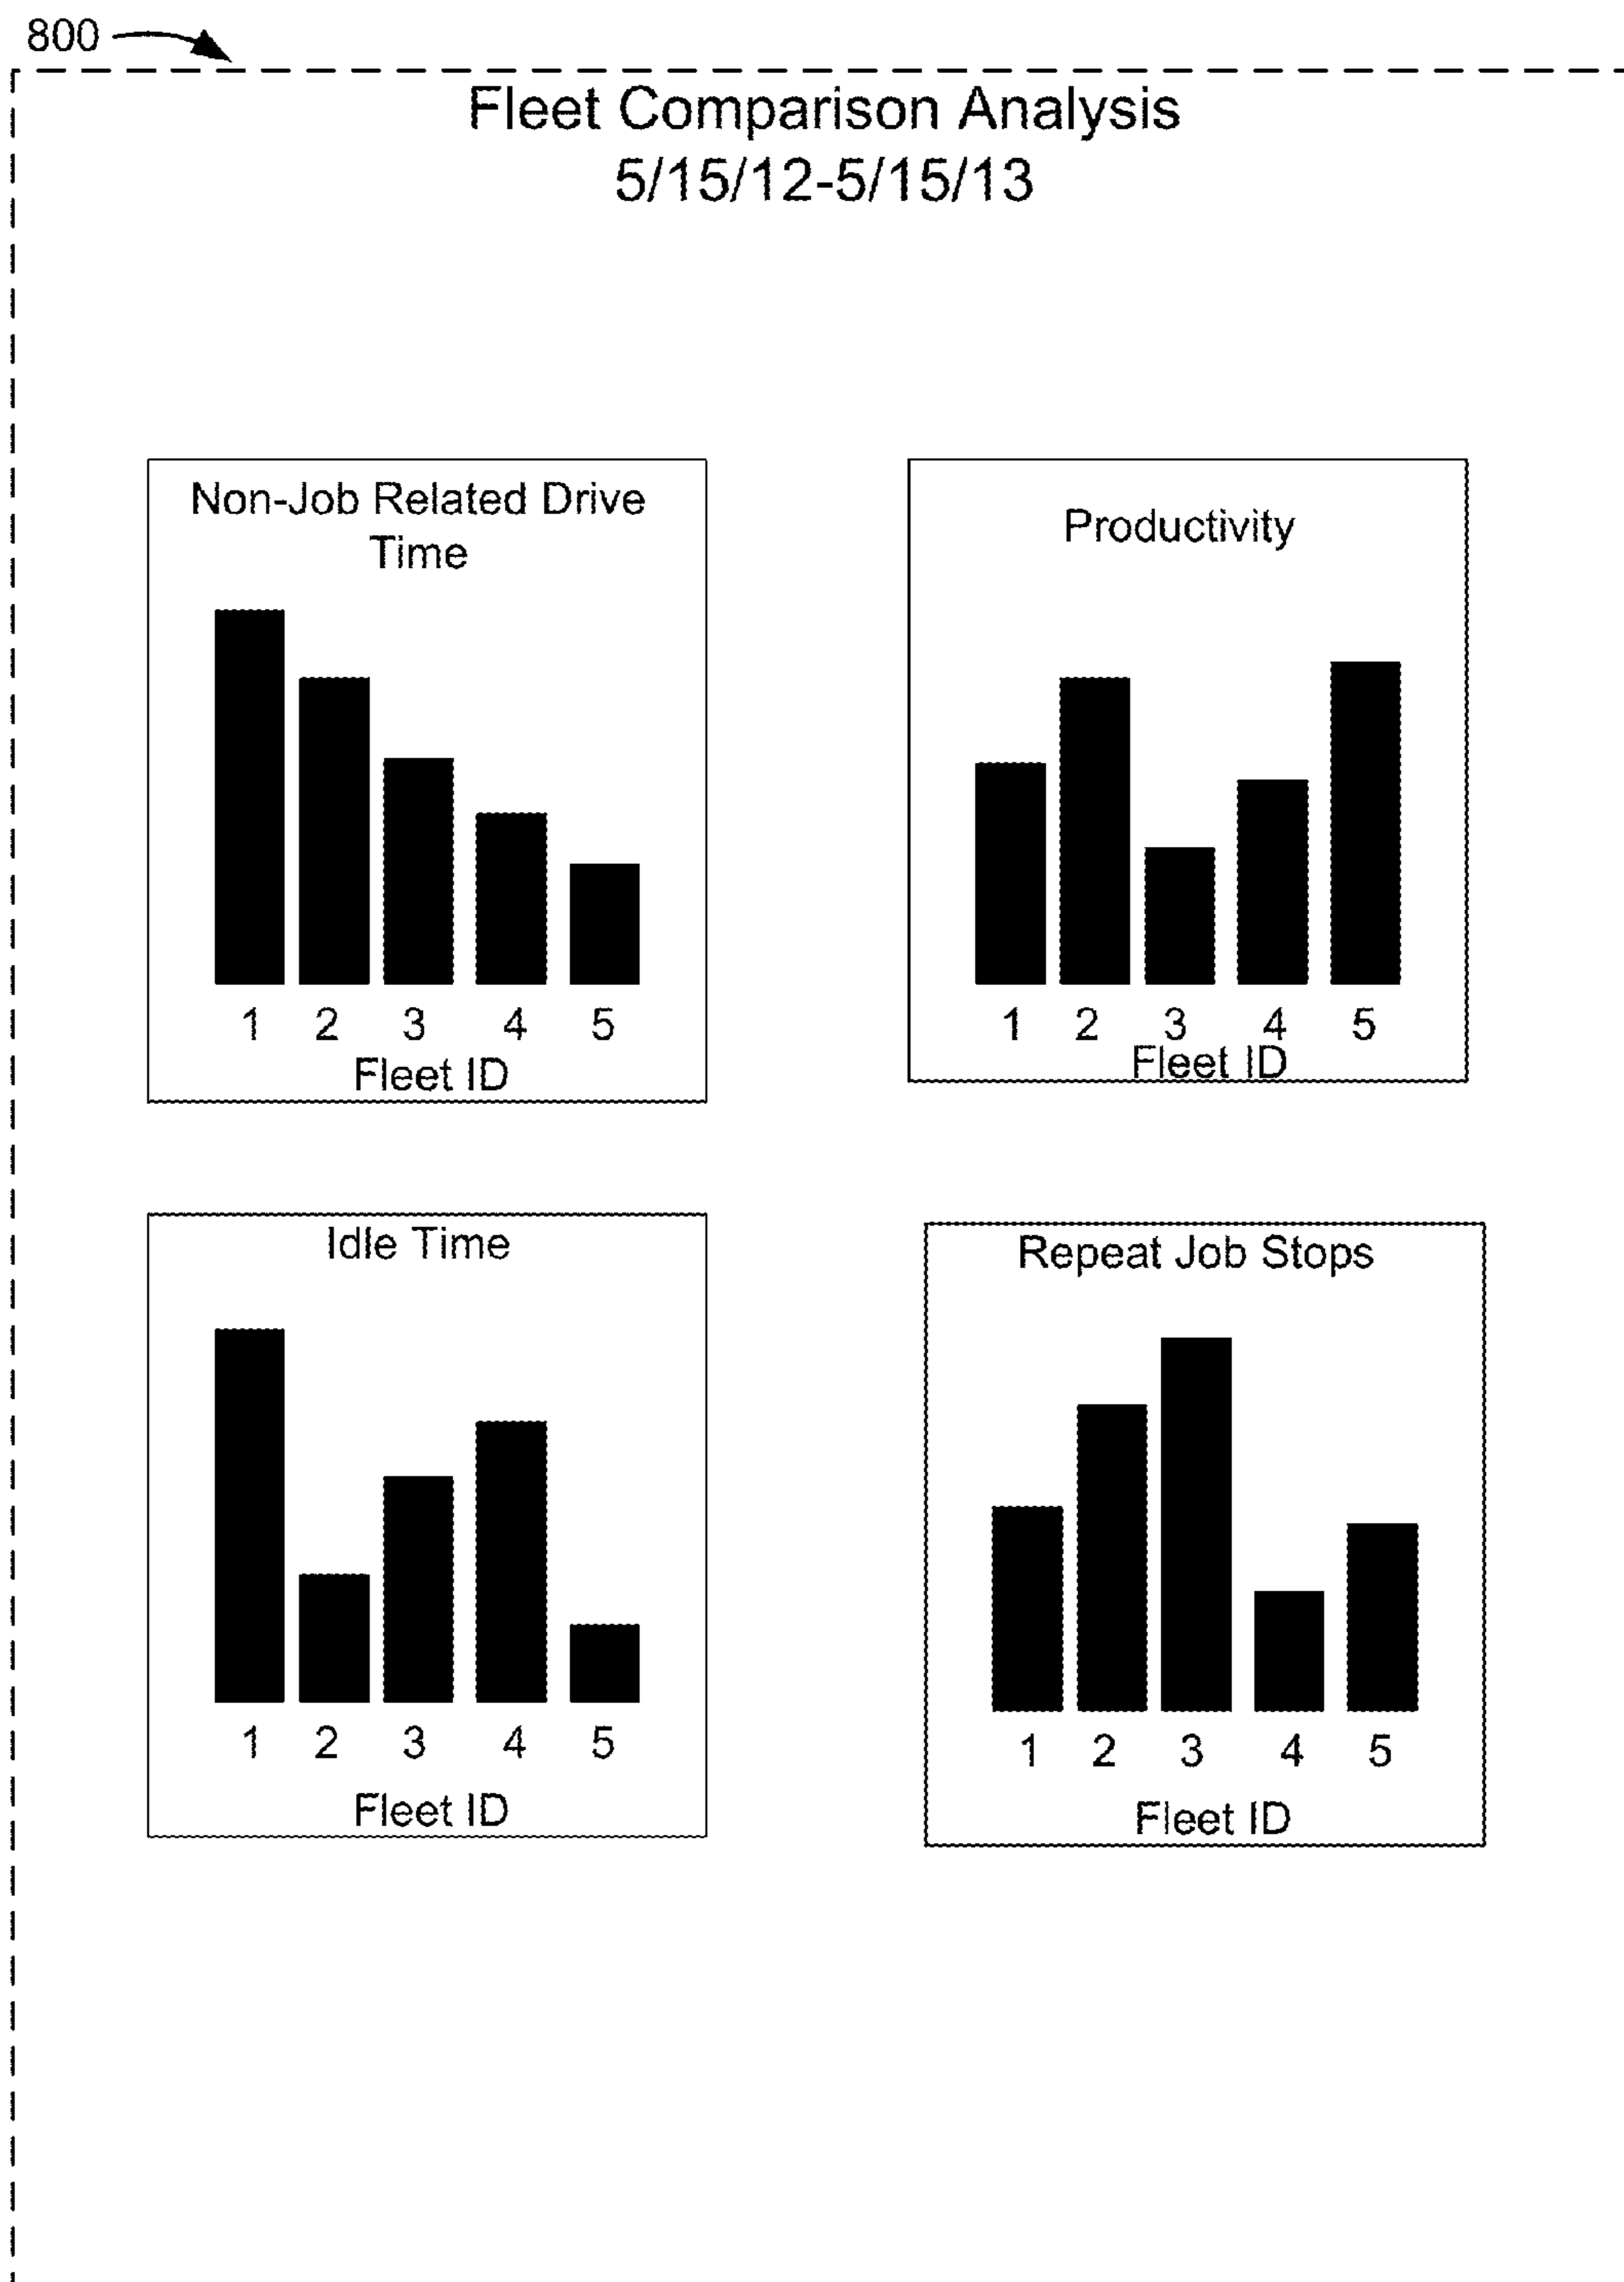 800
Fleet Comparison Analysis
5/15/12-5/15/13
Non-Job Related Drive
Time
1 2 3 4 5
Fleet ID
Productivity
1 2 3 4 5
Fleet ID
Idle Time
1 2 3 4 5
Fleet ID
Repeat Job Stops
1 2 3 4 5
Fleet ID